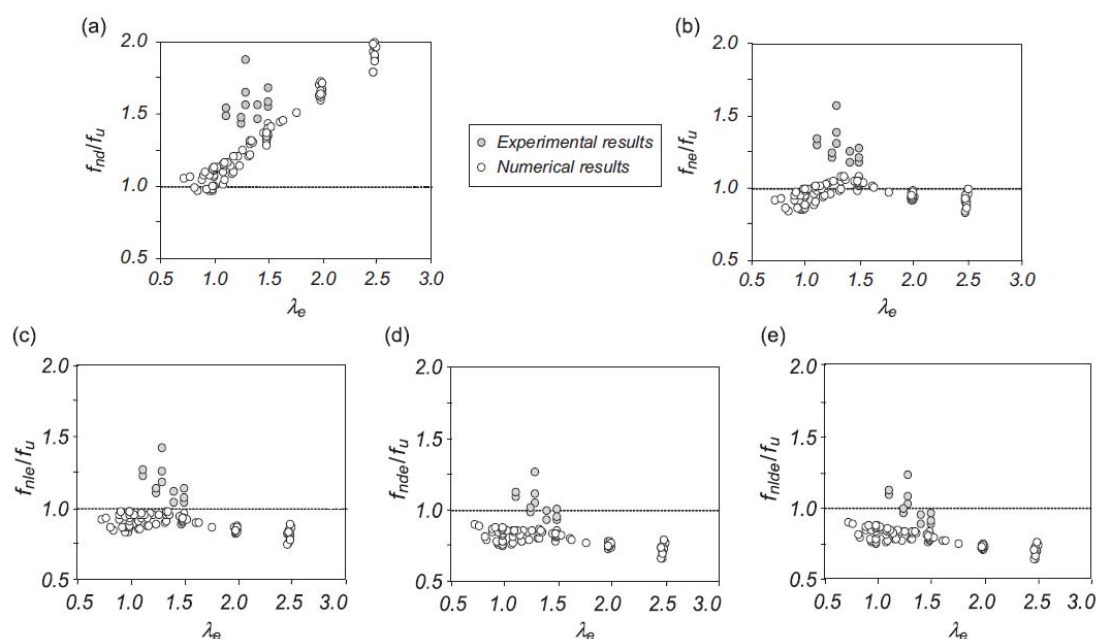 (a)
2.0
1.5
1.0
0.5
f_nd/f_u
0.5 1.0 1.5 2.0 2.5 3.0
λ_e
Experimental results
Numerical results
(b)
2.0
1.5
1.0
0.5
f_ne/f_u
0.5 1.0 1.5 2.0 2.5 3.0
λ_e
(c)
2.0
1.5
1.0
0.5
f_nle/f_u
0.5 1.0 1.5 2.0 2.5 3.0
λ_e
(d)
2.0
1.5
1.0
0.5
f_nde/f_u
0.5 1.0 1.5 2.0 2.5 3.0
λ_e
(e)
2.0
1.5
1.0
0.5
f_nlde/f_u
0.5 1.0 1.5 2.0 2.5 3.0
λ_e